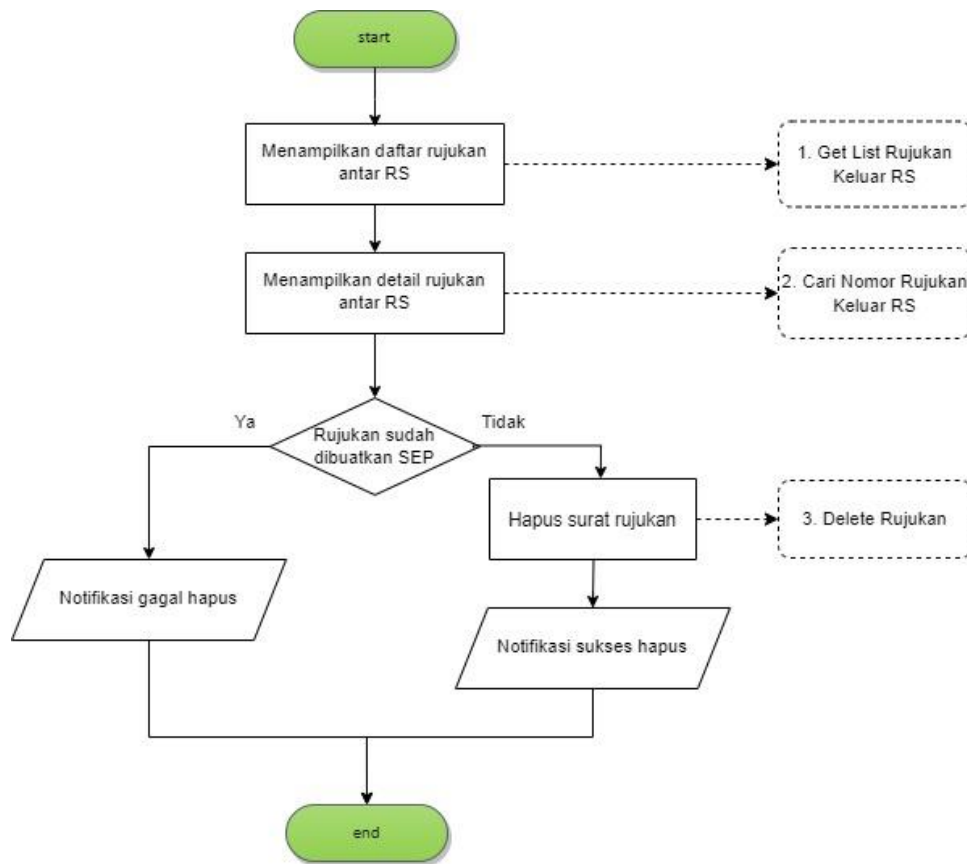 start
Menampilkan daftar rujukan
antar RS
1. Get List Rujukan
Keluar RS
Menampilkan detail rujukan
antar RS
2. Cari Nomor Rujukan
Keluar RS
Ya
Tidak
Rujukan sudah
dibuatkan SEP
Hapus surat rujukan
3. Delete Rujukan
Notifikasi gagal hapus
Notifikasi sukses hapus
end